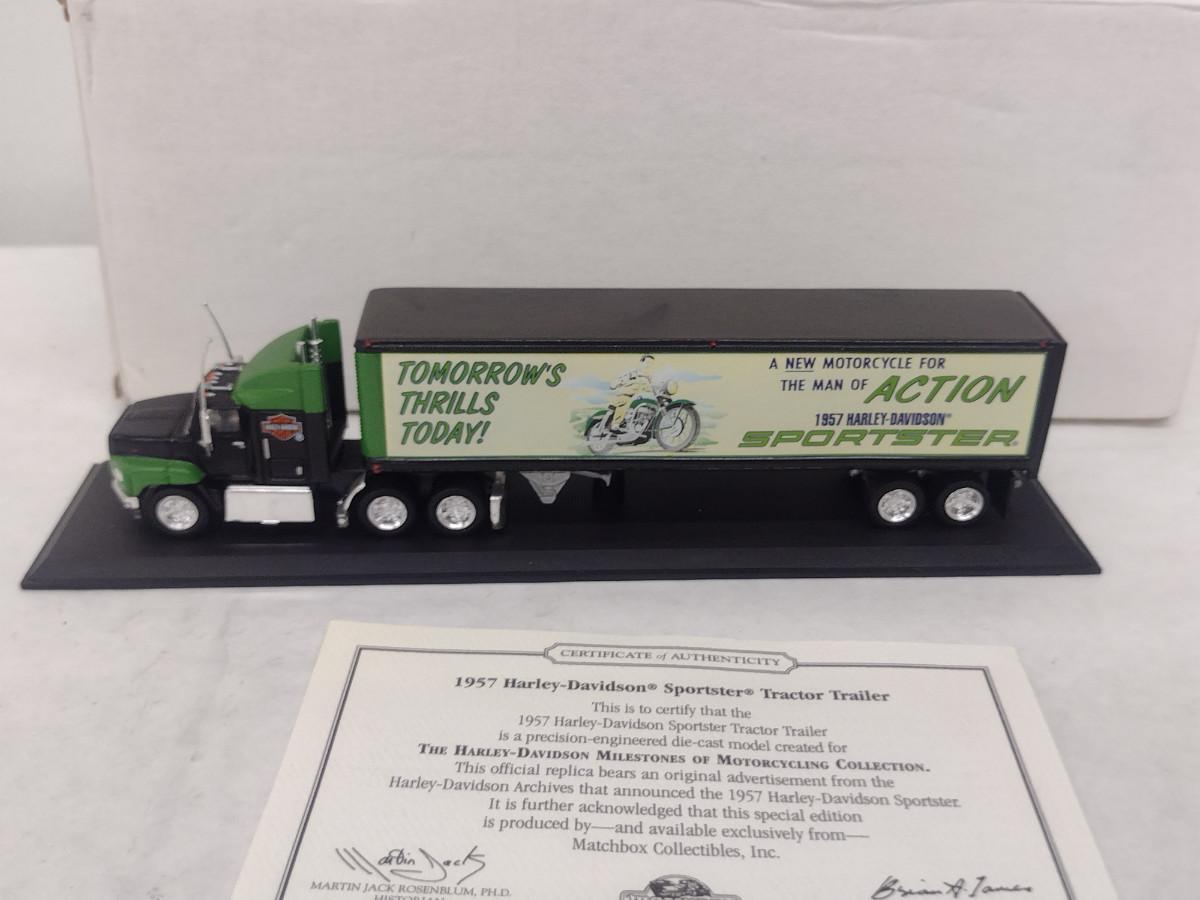 TOMORROW'S
THRILLS
TODAY!
A NEW MOTORCYCLE FOR
THE MAN OF ACTION
1957 HARLEY-DAVIDSON®
SPORTSTER®
CERTIFICATE of AUTHENTICITY
1957 Harley-Davidson® Sportster® Tractor Trailer
This is to certify that the
1957 Harley-Davidson Sportster Tractor Trailer
is a precision-engineered die-cast model created for
THE HARLEY-DAVIDSON MILESTONES OF MOTORCYCLING COLLECTION.
This official replica bears an original advertisement from the
Harley-Davidson Archives that announced the 1957 Harley-Davidson Sportster.
It is further acknowledged that this special edition
is produced by—and available exclusively from—
Matchbox Collectibles, Inc.
Martin Jack
MARTIN JACK ROSENBLUM, PH.D.
HISTORIAN